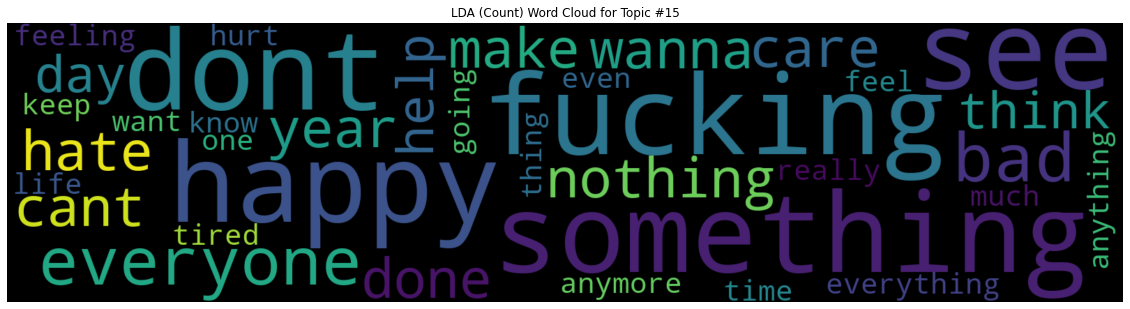 LDA (Count) Word Cloud for Topic #15
feeling
hurt
dont
help
make
wanna
care
see
day
even
feel
fucking
going
keep
want
know
one
year
thing
think
hate
happy
nothing
really
bad
anything
life
cant
much
tired
something
everyone
done
anymore
time
everything